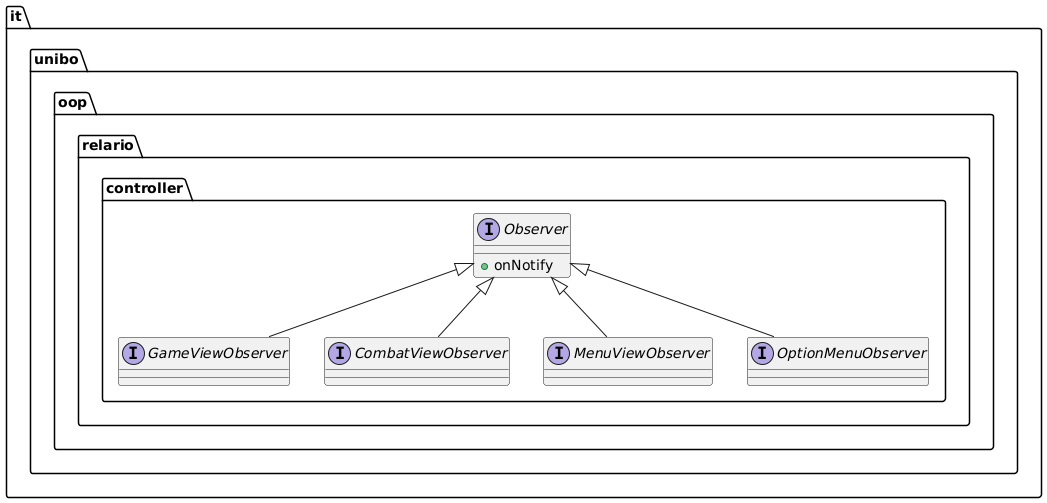 it
unibo
oop
relario
controller
I Observer
onNotify
I GameViewObserver
I CombatViewObserver
I MenuViewObserver
I OptionMenuObserver